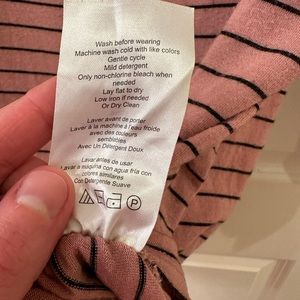 Wash before wearing
Machine wash cold with like colors
Gentle cycle
Mild detergent
Only non-chlorine bleach when
needed
Lay flat to dry
Low iron if needed
Or Dry Clean
Laver avant de porter
Laver à la machine à l'eau froide
avec des couleurs
semblables
Avec Un Détergent Doux
Lavar antes de usar
Lavar a maquina con agua fria con
colores similares
Con Detergente Suave
P